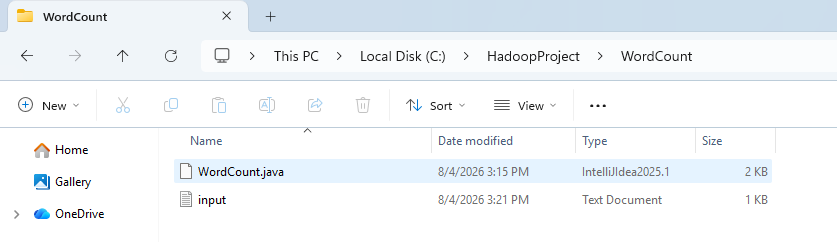 WordCount
This PC > Local Disk (C:) > HadoopProject > WordCount
New Sort View
Home
Gallery
OneDrive
Name Date modified Type Size
WordCount.java 8/4/2026 3:15 PM IntelliJIdea2025.1 2 KB
input 8/4/2026 3:21 PM Text Document 1 KB